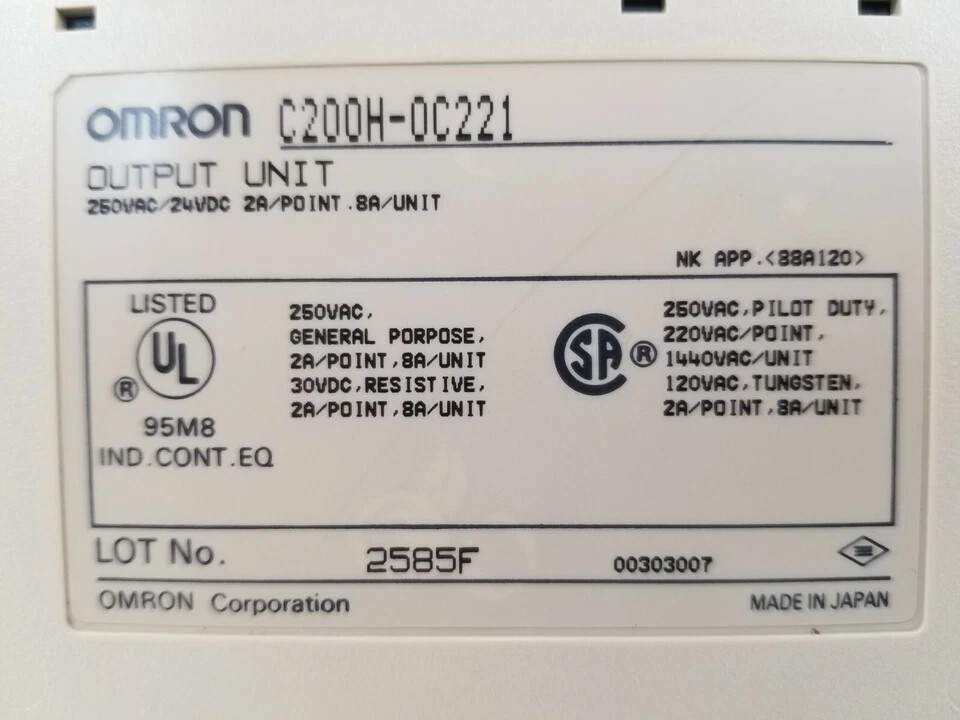 OMRON C200H-OC221
OUTPUT UNIT
250VAC/24VDC 2A/POINT.8A/UNIT
NK APP.<88A120>
LISTED
UL
®
95M8
IND.CONT.EQ
250VAC,
GENERAL PORPOSE,
2A/POINT,8A/UNIT
30VDC,RESISTIVE,
2A/POINT,8A/UNIT
SA ®
250VAC,PILOT DUTY,
220VAC/POINT,
1440VAC/UNIT
120VAC,TUNGSTEN,
2A/POINT,8A/UNIT
LOT No. 2585F 00303007
OMRON Corporation MADE IN JAPAN